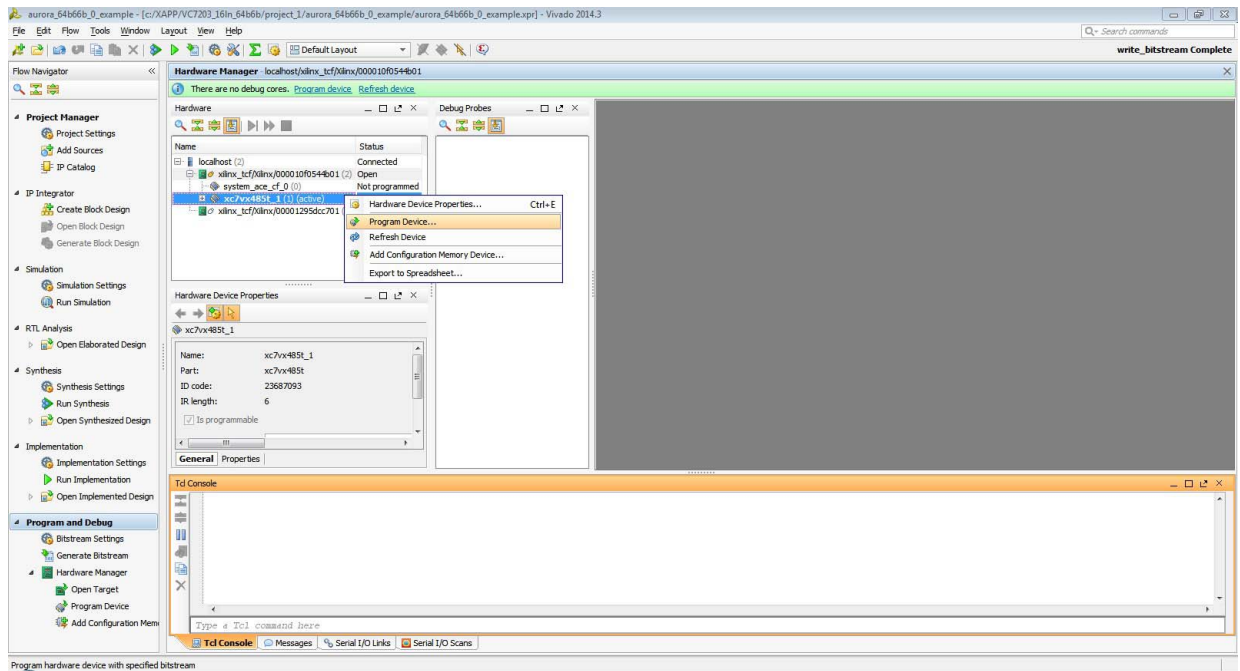 aurora_64b66b_0_example - [c:/XAPP/VC7203_16ln_64b6b/project_1/aurora_64b66b_0_example/aurora_64b66b_0_example.xpr] - Vivado 2014.3
File Edit Flow Tools Window Layout View Help
Search commands
Default Layout
write_bitstream Complete
Flow Navigator
Project Manager
Project Settings
Add Sources
IP Catalog
IP Integrator
Create Block Design
Open Block Design
Generate Block Design
Simulation
Simulation Settings
Run Simulation
RTL Analysis
Open Elaborated Design
Synthesis
Synthesis Settings
Run Synthesis
Open Synthesized Design
Implementation
Implementation Settings
Run Implementation
Open Implemented Design
Program and Debug
Bitstream Settings
Generate Bitstream
Hardware Manager
Open Target
Program Device
Add Configuration Mem
Hardware Manager - localhost/xilinx_tcf/Xilinx/000010f0544b01
There are no debug cores. Program device Refresh device
Hardware
Name Status
localhost (2) Connected
xilinx_tcf/Xilinx/000010f0544b01 (2) Open
system_ace_cf_0 (0) Not programmed
xc7vx485t_1 (1) (active)
xilinx_tcf/Xilinx/00001295dcc701
Hardware Device Properties... Ctrl+E
Program Device...
Refresh Device
Add Configuration Memory Device...
Export to Spreadsheet...
Debug Probes
Hardware Device Properties
xc7vx485t_1
Name: xc7vx485t_1
Part: xc7vx485t
ID code: 23687093
IR length: 6
Is programmable
General Properties
Tcl Console
Type a Tcl command here
Tcl Console Messages Serial I/O Links Serial I/O Scans
Program hardware device with specified bitstream